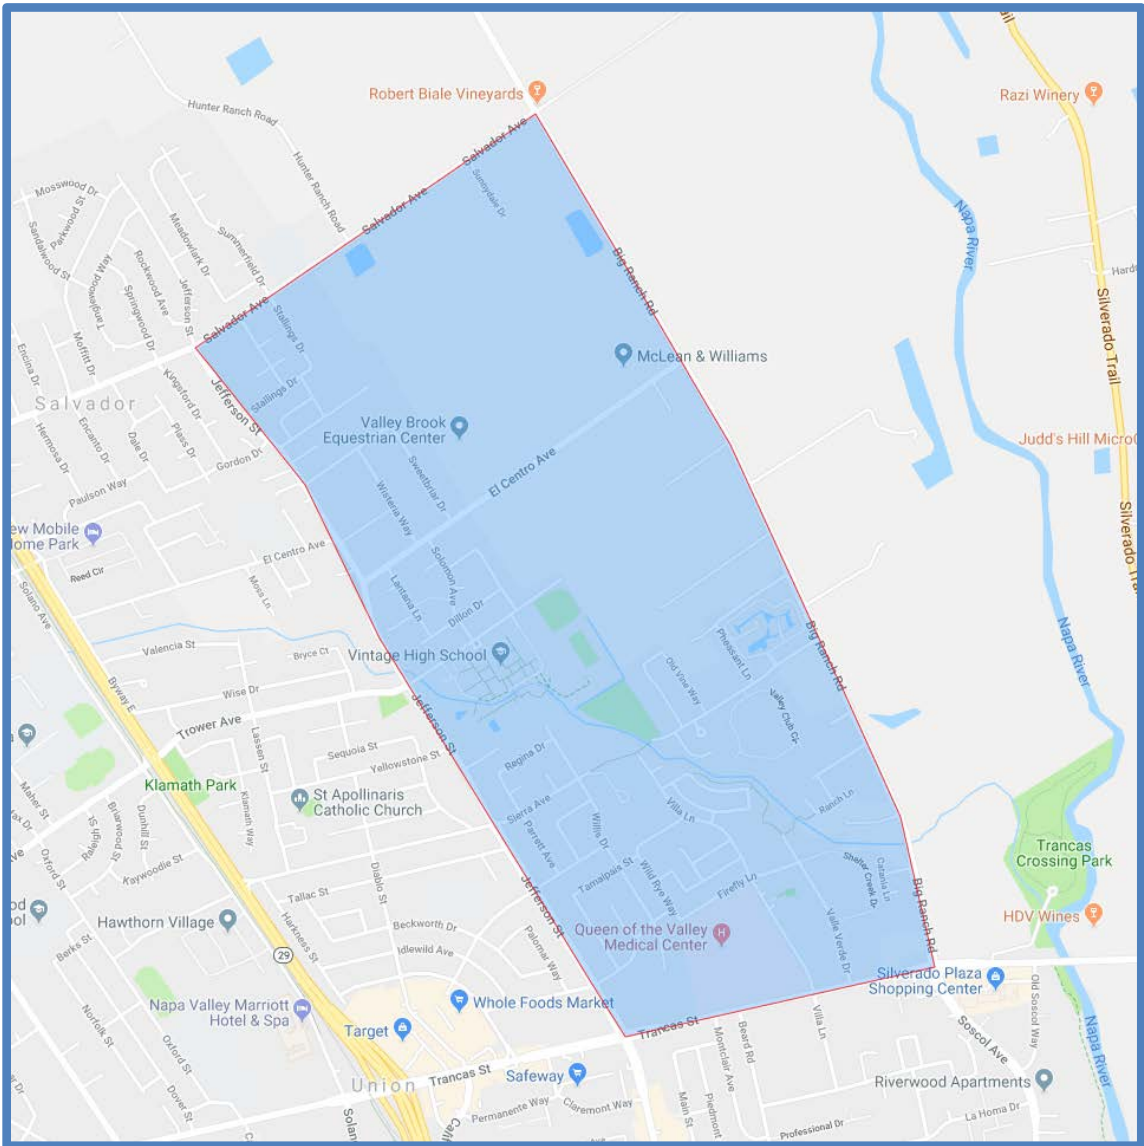 Robert Biale Vineyards
Razi Winery
Hunter Ranch Road
Hunter Ranch Road
Salvador Ave
Salvador Ave
Salvador Ave
Sunnydale Dr
Mosswood Dr
Parkwood St
Sandalwood St
Meadowlark Dr
Summerfield Dr
Tanglewood Way
Rockwood Ave
Springwood Dr
Jefferson St
Moffitt Dr
Encina Dr
Salvador
Kingsford Dr
Jefferson St
Stallings Dr
Stallings Dr
Big Ranch Rd
Napa River
Silverado Trail
McLean & Williams
Valley Brook
Equestrian Center
Judd's Hill Micro
Hermosa Dr
Encanto Dr
Dale Dr
Plass Dr
Gordon Dr
Paulson Way
Sweetbriar Dr
Wisteria Way
El Centro Ave
El Centro Ave
ew Mobile
ome Park
Reed Cir
Moss Ln
Solano Ave
Solomon Ave
Lantana Ln
Dillon Dr
Valencia St
Bryce Ct
Vintage High School
Pheasant Ln
Old Vine Way
Valley Club Cir
Big Ranch Rd
Napa River
Byway E
Wise Dr
Trower Ave
Lassen St
Jefferson St
Sequoia St
Yellowstone St
Regina Dr
Klamath Park
Klamath Way
St Apollinaris
Catholic Church
Sierra Ave
Parrett Ave
Willis Dr
Villa Ln
Ranch Ln
Maher St
Briarwood
Raleigh St
Dunhill St
Kaywoodie St
Oxford St
Tamalpais St
Wild Rye Way
Firefly Ln
Shelter Creek Dr
Catania Ln
Trancas
Crossing Park
Tallac St
Diablo St
Hawthorn Village
Harkness St
Beckworth Dr
Idlewild Ave
Jefferson St
Palomar Way
Queen of the Valley
Medical Center
Valle Verde Dr
Big Ranch Rd
HDV Wines
Berks St
29
Silverado Plaza
Shopping Center
Old Soscol Way
Napa Valley Marriott
Hotel & Spa
Whole Foods Market
Target
Norfolk St
Oxford St
Trancas St
Villa Ln
Beard Rd
Montclair Ave
Soscol Ave
Napa River
Union
Trancas St
Safeway
Dover St
Riverwood Apartments
Permanente Way
Claremont Way
Main St
Piedmont
La Homa Dr
Professional Dr